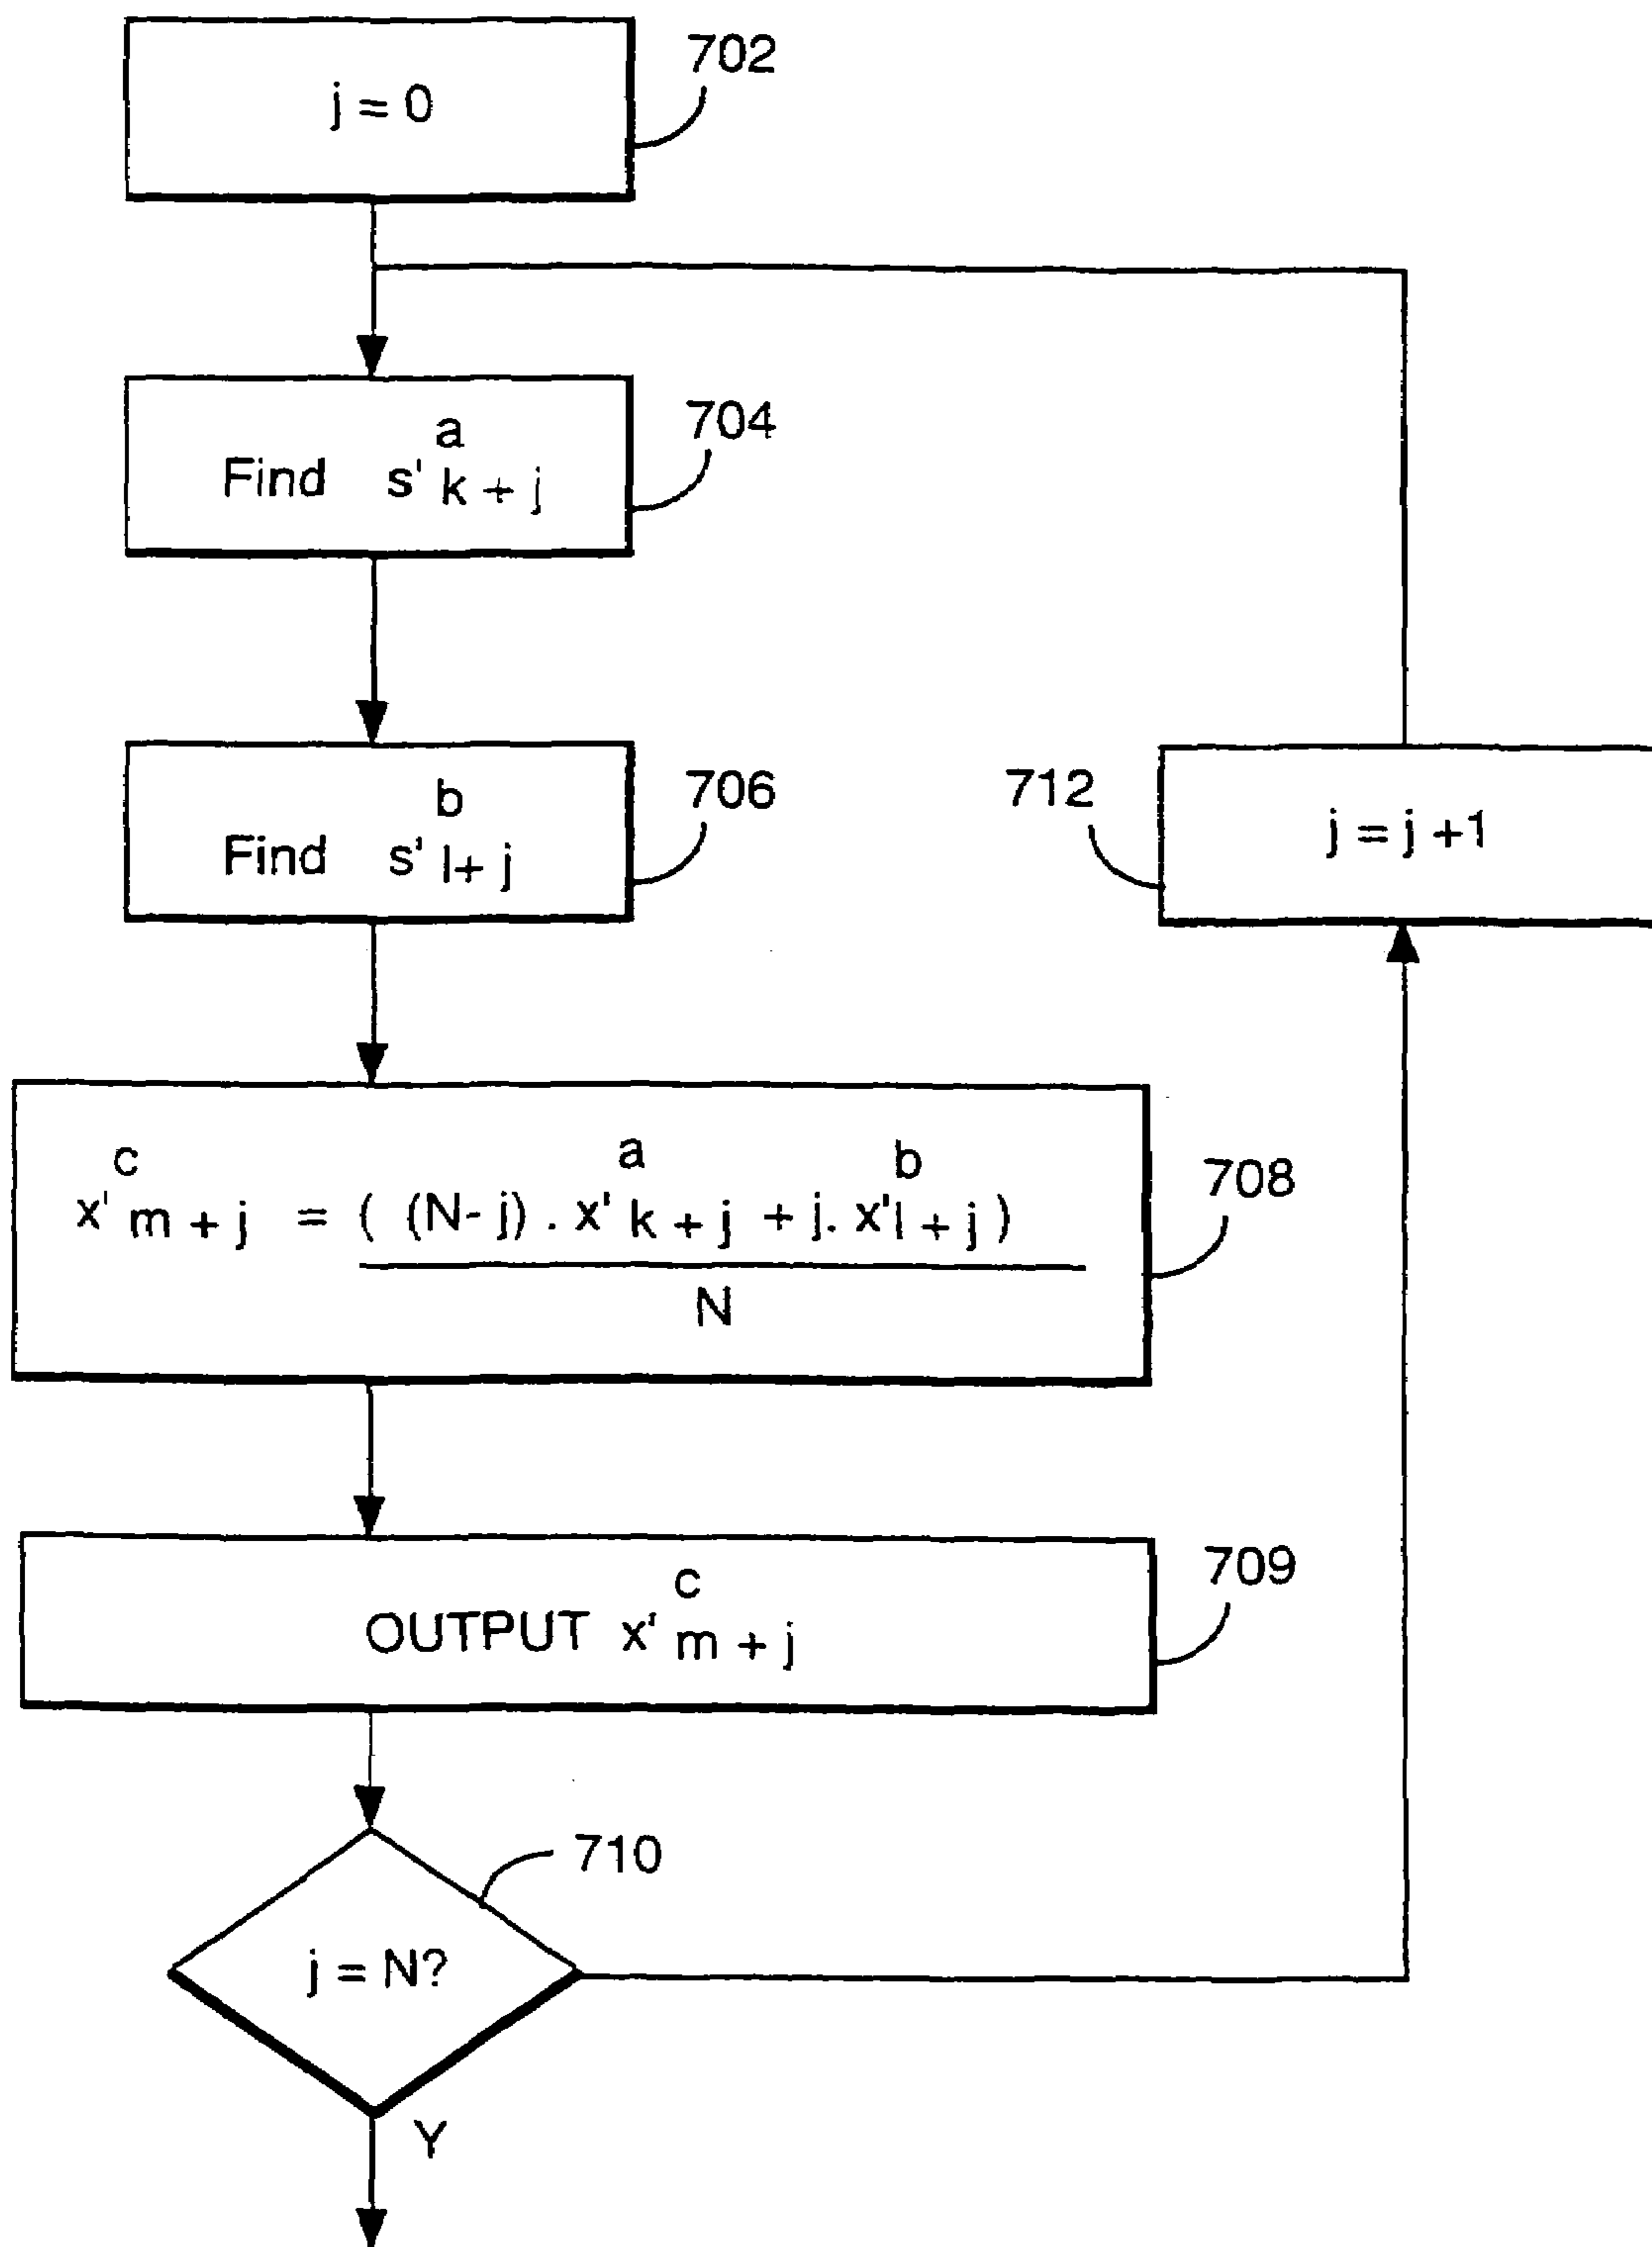 j = 0
702
a
Find s' k + j
704
b
Find s' l + j
706
712
j = j +1
c a b
x' m + j = ( (N- j) . x' k + j + j. x' l + j )
N
708
c
OUTPUT x' m + j
709
710
j = N?
Y